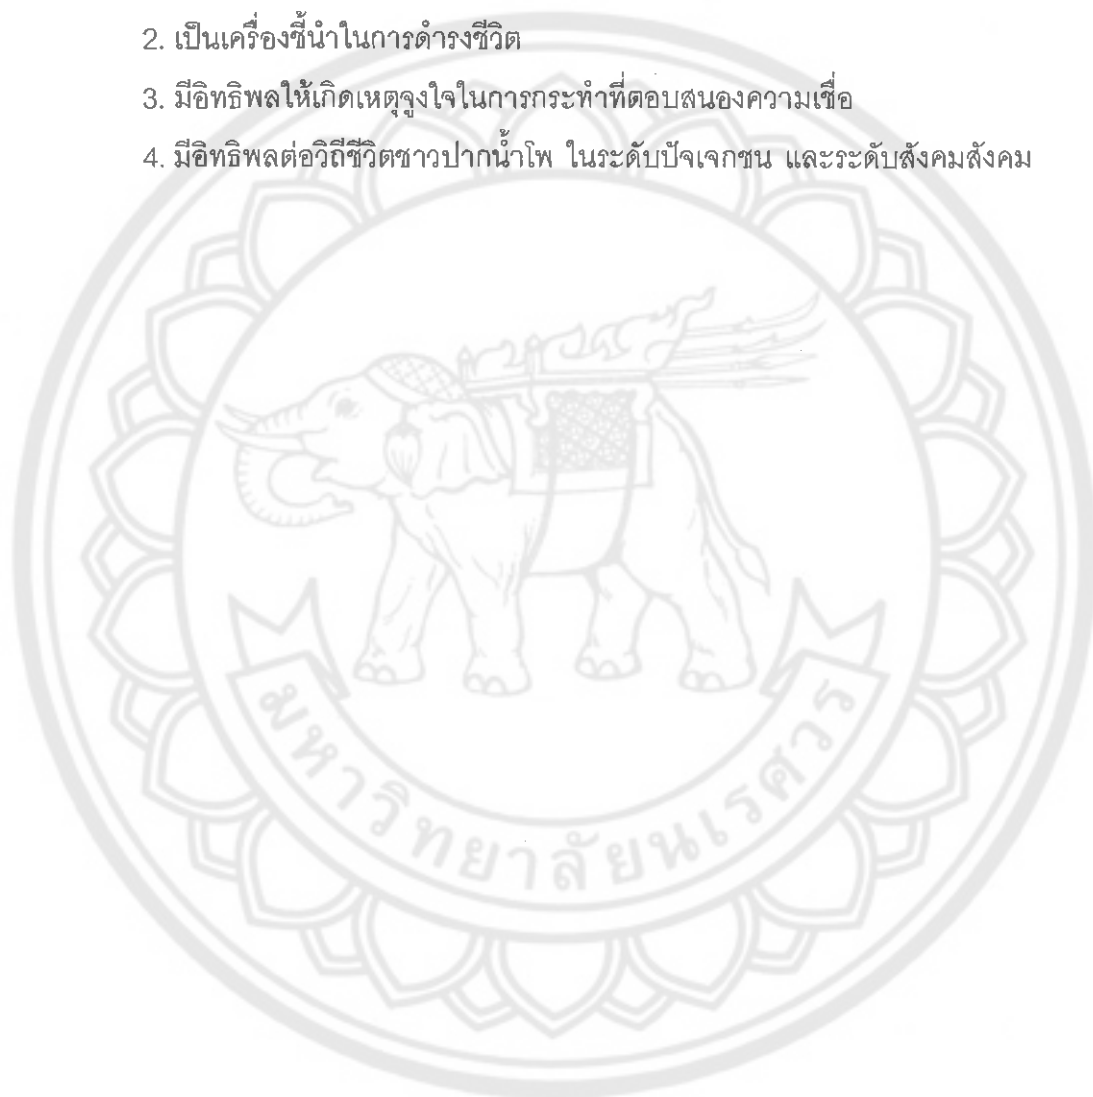 2. เป็นเครื่องชี้นำในการดำรงชีวิต
3. มีอิทธิพลให้เกิดเหตุจูงใจในการกระทำที่ตอบสนองความเชื่อ
4. มีอิทธิพลต่อวิถีชีวิตชาวปากน้ำโพ ในระดับปัจเจกชน และระดับสังคมสังคม
มหาวิทยาลัยนเรศวร